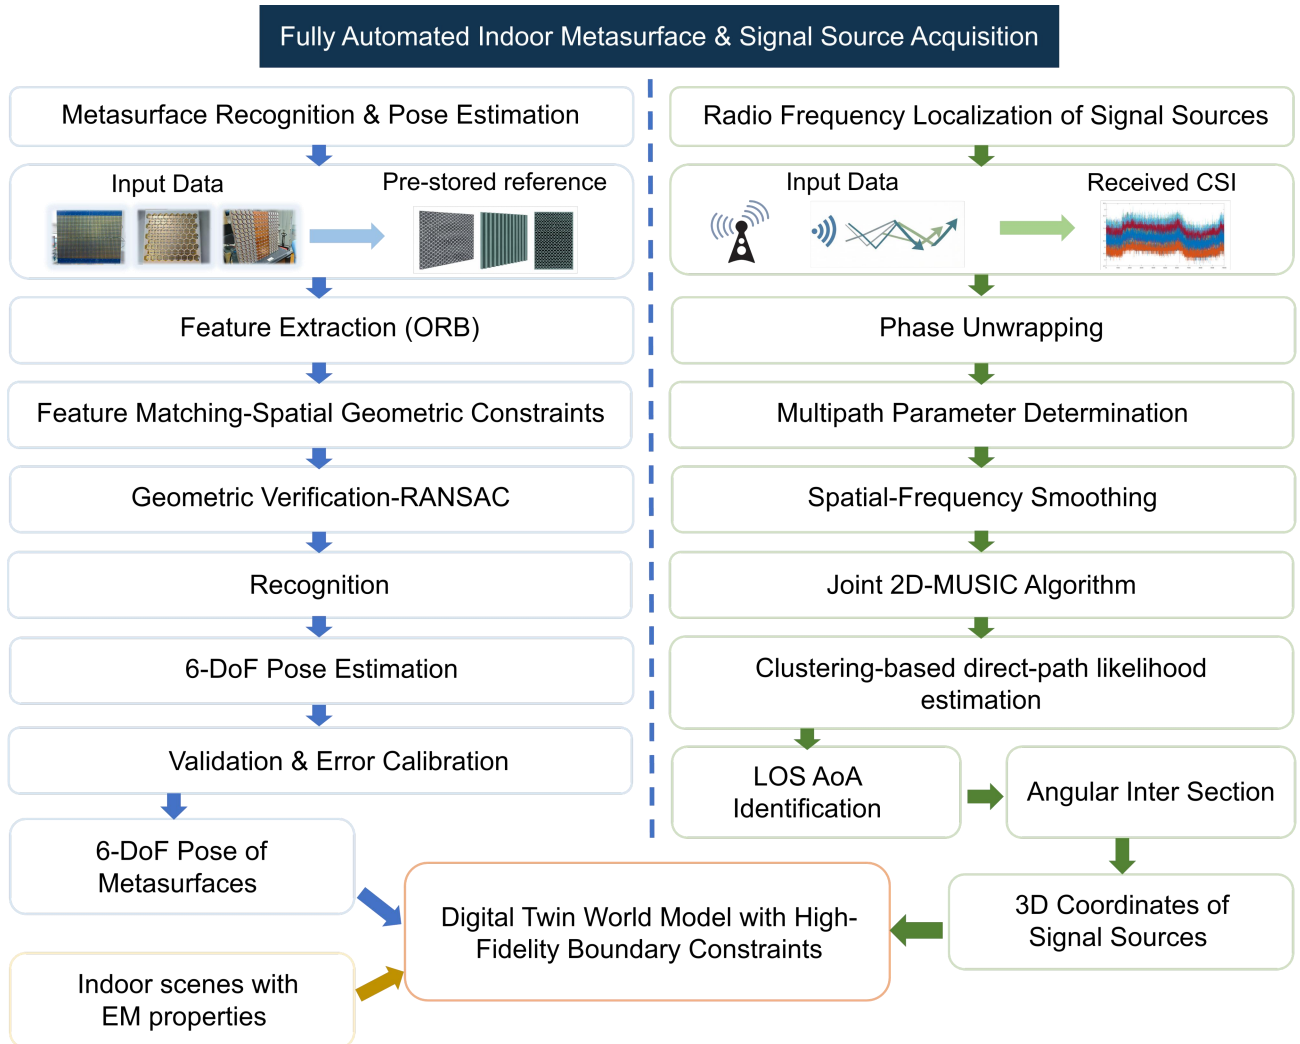 Fully Automated Indoor Metasurface & Signal Source Acquisition
Metasurface Recognition & Pose Estimation
Input Data
Pre-stored reference
Feature Extraction (ORB)
Feature Matching-Spatial Geometric Constraints
Geometric Verification-RANSAC
Recognition
6-DoF Pose Estimation
Validation & Error Calibration
6-DoF Pose of
Metasurfaces
Indoor scenes with
EM properties
Radio Frequency Localization of Signal Sources
Input Data
Received CSI
Phase Unwrapping
Multipath Parameter Determination
Spatial-Frequency Smoothing
Joint 2D-MUSIC Algorithm
Clustering-based direct-path likelihood
estimation
LOS AoA
Identification
Angular Inter Section
3D Coordinates of
Signal Sources
Digital Twin World Model with High-
Fidelity Boundary Constraints